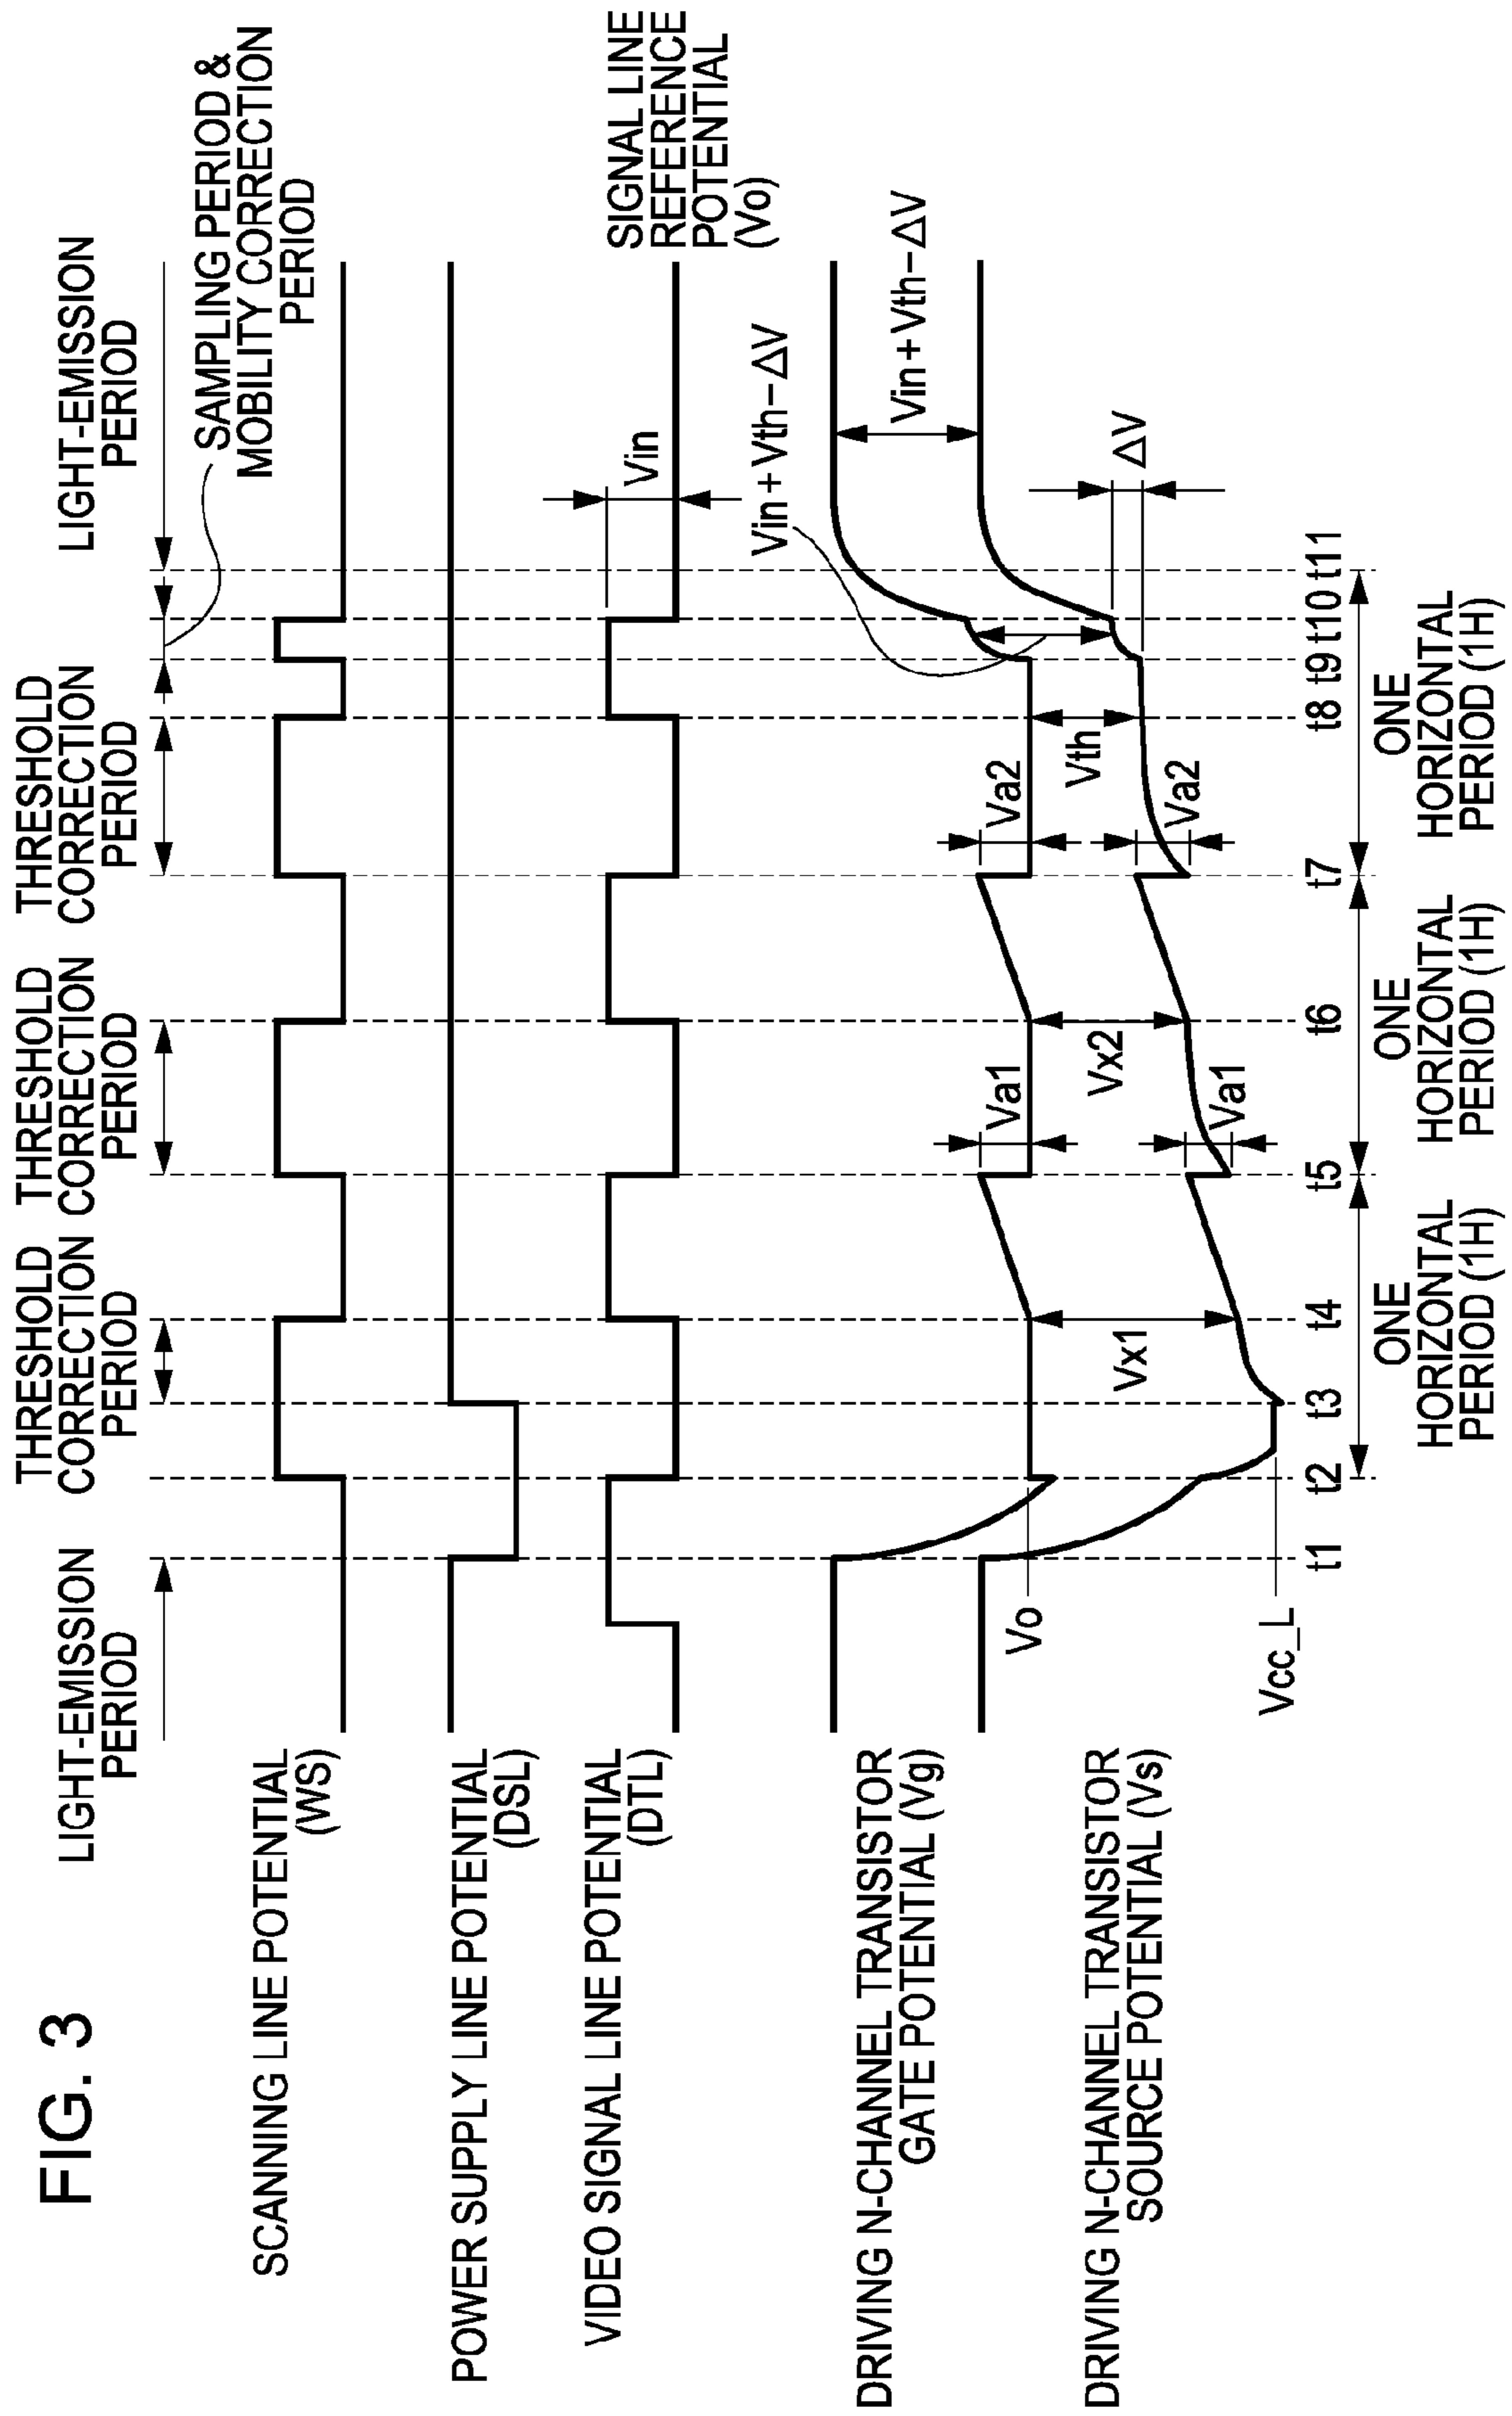 FIG. 3
LIGHT-EMISSION
PERIOD
THRESHOLD
CORRECTION
PERIOD
THRESHOLD
CORRECTION
PERIOD
THRESHOLD
CORRECTION
PERIOD
LIGHT-EMISSION
PERIOD
SAMPLING PERIOD &
MOBILITY CORRECTION
PERIOD
SCANNING LINE POTENTIAL
(WS)
POWER SUPPLY LINE POTENTIAL
(DSL)
VIDEO SIGNAL LINE POTENTIAL
(DTL)
Vin
SIGNAL LINE
REFERENCE
POTENTIAL
(Vo)
DRIVING N-CHANNEL TRANSISTOR
GATE POTENTIAL (Vg)
Vin+Vth-ΔV
Vin+Vth-ΔV
Vo
Va1
Va2
DRIVING N-CHANNEL TRANSISTOR
SOURCE POTENTIAL (Vs)
Vx1
Vx2
Vth
Va1
Va2
ΔV
Vcc_L
t1
t2
t3
t4
t5
t6
t7
t8
t9
t10
t11
ONE
HORIZONTAL
PERIOD (1H)
ONE
HORIZONTAL
PERIOD (1H)
ONE
HORIZONTAL
PERIOD (1H)